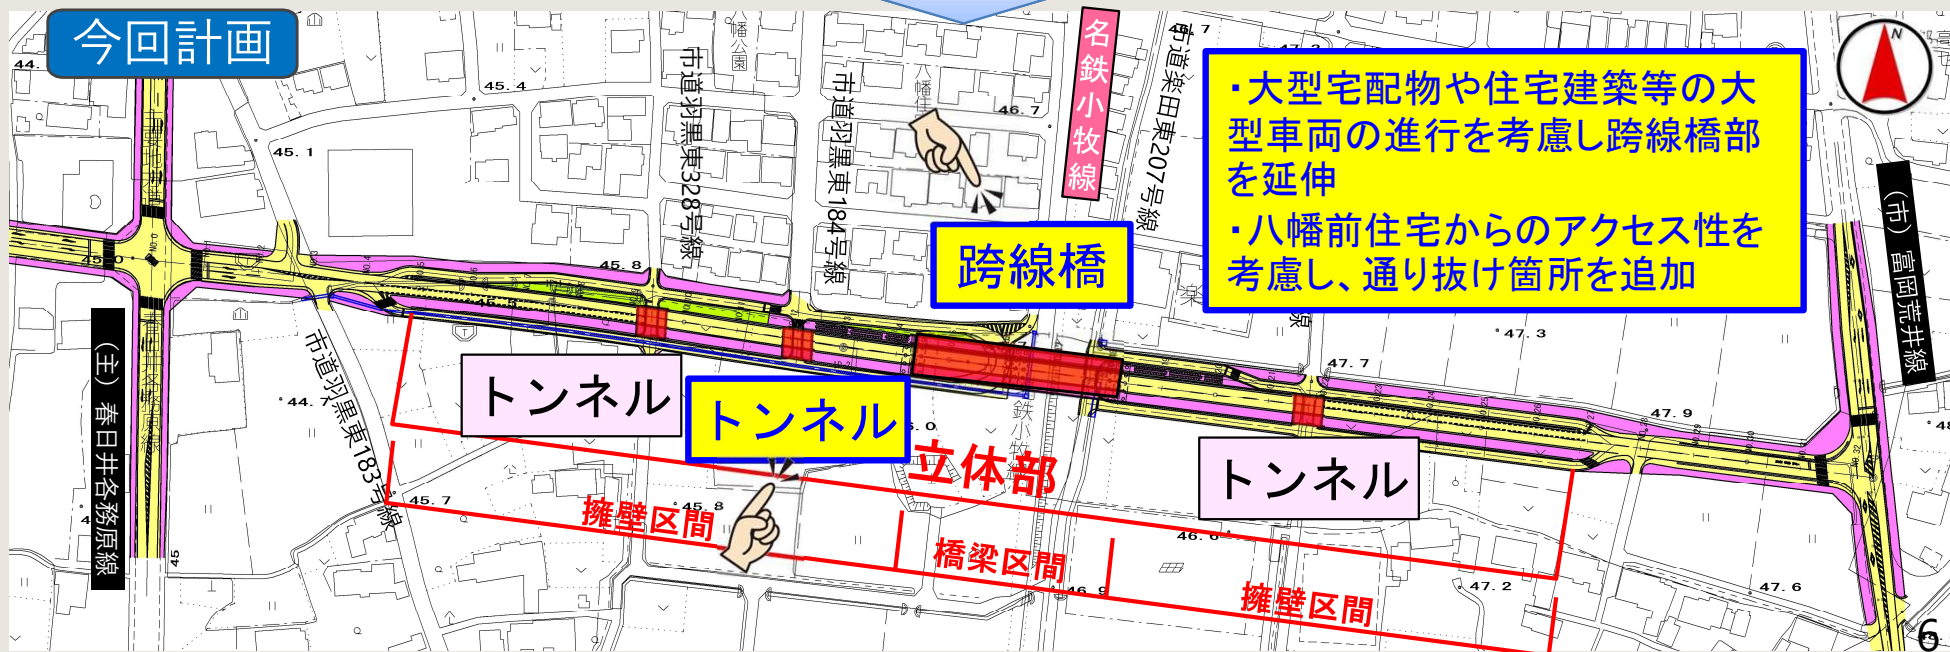 今回計画
名鉄小牧線
市道楽田東207号線
市道羽黒東328号線
市道羽黒東184号線
八幡公園
・大型宅配物や住宅建築等の大
型車両の進行を考慮し跨線橋部
を延伸
・八幡前住宅からのアクセス性を
考慮し、通り抜け箇所を追加
跨線橋
(市)富岡荒井線
(主)春日井各務原線
市道羽黒東183号線
トンネル
トンネル
トンネル
立体部
擁壁区間
橋梁区間
擁壁区間
45.4
45.1
46.7
45.8
47.3
47.7
47.9
44.7
45.7
45.8
46.9
47.2
47.6
45
N
6